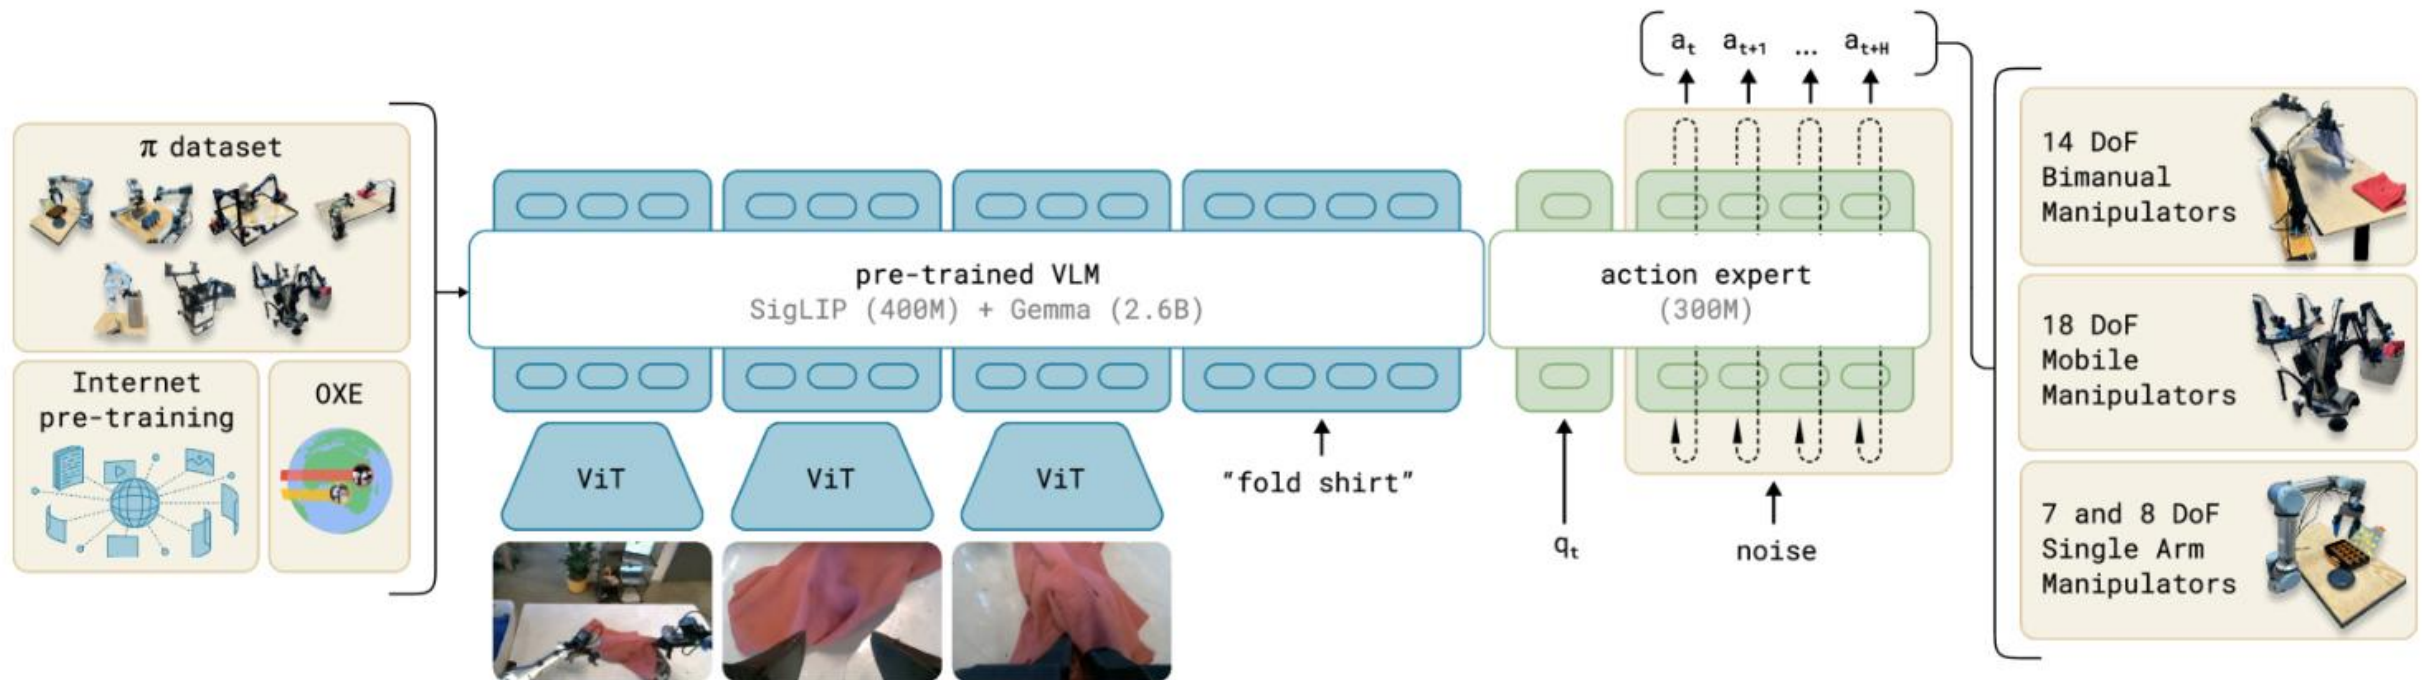 π dataset
Internet
pre-training
OXE
pre-trained VLM
SigLIP (400M) + Gemma (2.6B)
ViT
ViT
ViT
“fold shirt”
action expert
(300M)
qₜ
noise
aₜ aₜ₊₁ ... aₜ₊H
14 DoF
Bimanual
Manipulators
18 DoF
Mobile
Manipulators
7 and 8 DoF
Single Arm
Manipulators